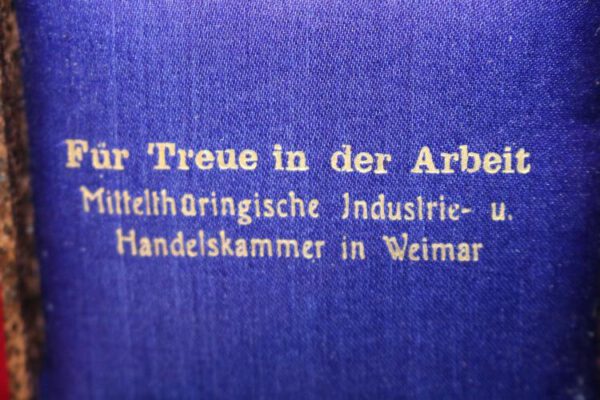 Für Treue in der Arbeit
Mittelthüringische Industrie- u.
Handelskammer in Weimar